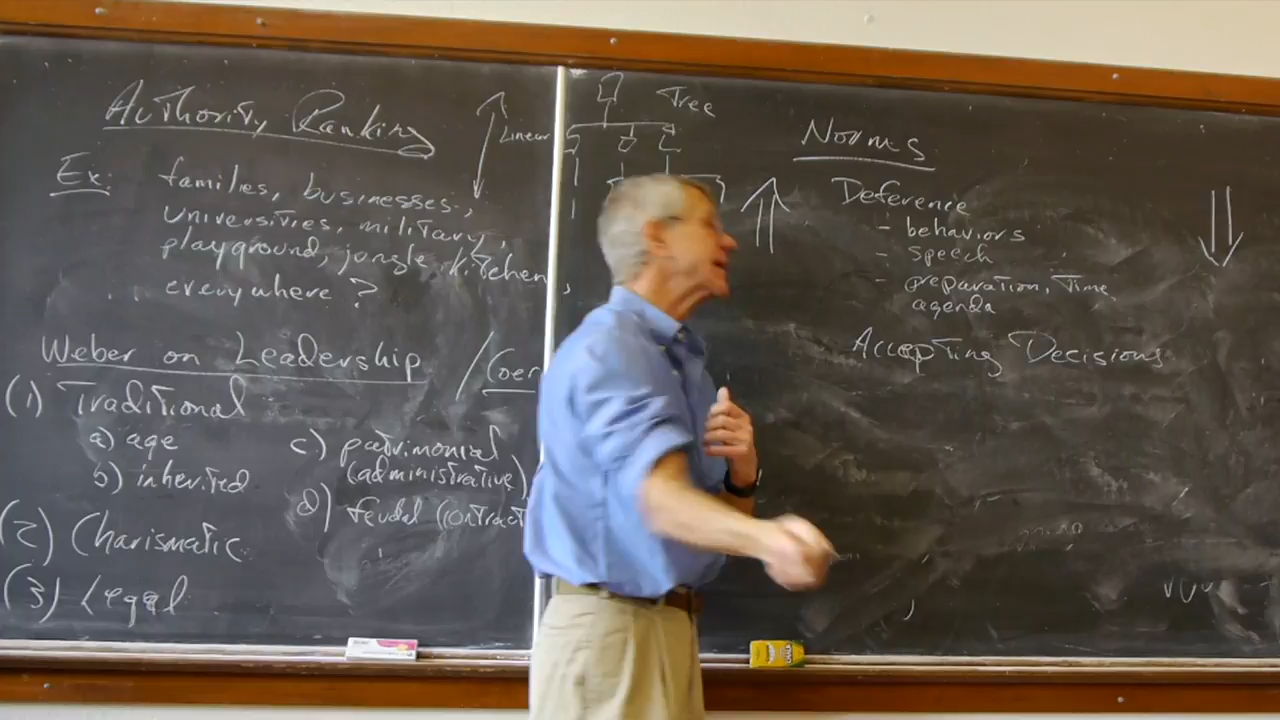 Authority Ranking
Linear
Ex: families, businesses,
universities, military,
playground, jungle, kitchen,
everywhere?
Weber on Leadership
(1) Traditional
a) age
b) inherited
c) patrimonial
(administrative)
d) feudal (contract
(2) Charismatic
(3) Legal
Tree
Norms
Deference
- behaviors
- speech
- preparation, time,
agenda
Accepting Decisions